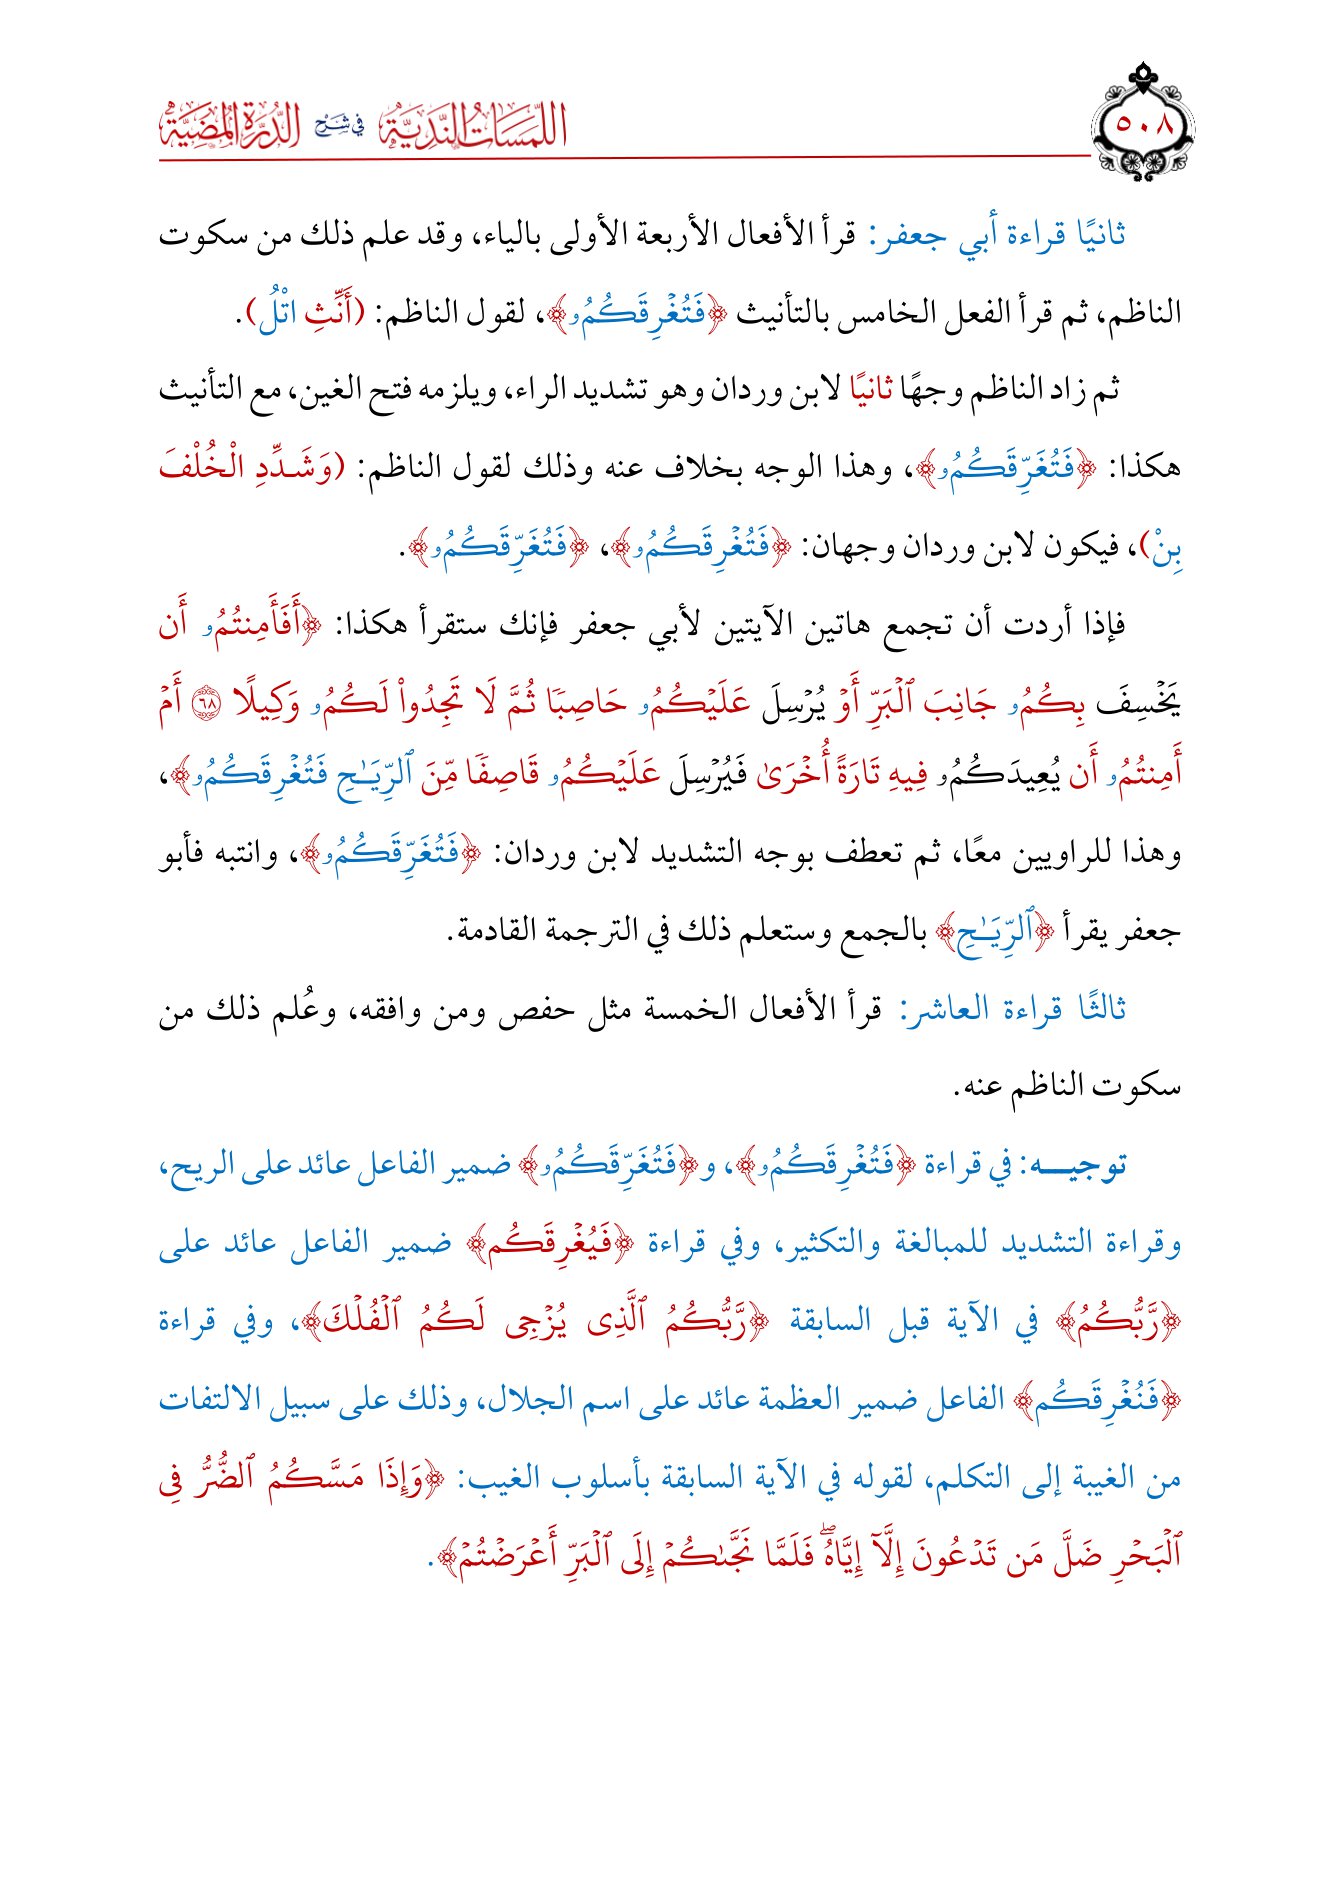 ٥٠٨
اللمسات الندية في شرح الدرة المضية
ثانيًا قراءة أبي جعفر: قرأ الأفعال الأربعة الأولى بالياء، وقد علم ذلك من سكوت
الناظم، ثم قرأ الفعل الخامس بالتأنيث ﴿فَتُغْرِقَكُمُۥ﴾، لقول الناظم: (أَنِّثِ اتْلُ).
ثم زاد الناظم وجهًا ثانيًا لابن وردان وهو تشديد الراء، ويلزمه فتح الغين، مع التأنيث
هكذا: ﴿فَتُغَرِّقَكُمُۥ﴾، وهذا الوجه بخلاف عنه وذلك لقول الناظم: (وَشَدِّدِ الْخُلْفَ
بِنْ)، فيكون لابن وردان وجهان: ﴿فَتُغْرِقَكُمُۥ﴾، ﴿فَتُغَرِّقَكُمُۥ﴾.
فإذا أردت أن تجمع هاتين الآيتين لأبي جعفر فإنك ستقرأ هكذا: ﴿أَفَأَمِنتُمُۥ أَن
يَخْسِفَ بِكُمُۥ جَانِبَ ٱلْبَرِّ أَوْ يُرْسِلَ عَلَيْكُمُۥ حَاصِبًا ثُمَّ لَا تَجِدُواْ لَكُمُۥ وَكِيلًا ٦٨ أَمْ
أَمِنتُمُۥ أَن يُعِيدَكُمُۥ فِيهِ تَارَةً أُخْرَىٰ فَيُرْسِلَ عَلَيْكُمُۥ قَاصِفًا مِّنَ ٱلرِّيَـٰحِ فَتُغْرِقَكُمُۥ﴾،
وهذا للراويين معًا، ثم تعطف بوجه التشديد لابن وردان: ﴿فَتُغَرِّقَكُمُۥ﴾، وانتبه فأبو
جعفر يقرأ ﴿ٱلرِّيَـٰحِ﴾ بالجمع وستعلم ذلك في الترجمة القادمة.
ثالثًا قراءة العاشر: قرأ الأفعال الخمسة مثل حفص ومن وافقه، وعُلم ذلك من
سكوت الناظم عنه.
توجيـــه: في قراءة ﴿فَتُغْرِقَكُمُۥ﴾، و﴿فَتُغَرِّقَكُمُۥ﴾ ضمير الفاعل عائد على الريح،
وقراءة التشديد للمبالغة والتكثير، وفي قراءة ﴿فَيُغْرِقَكُم﴾ ضمير الفاعل عائد على
﴿رَّبُّكُمُ﴾ في الآية قبل السابقة ﴿رَّبُّكُمُ ٱلَّذِى يُزْجِى لَكُمُ ٱلْفُلْكَ﴾، وفي قراءة
﴿فَنُغْرِقَكُم﴾ الفاعل ضمير العظمة عائد على اسم الجلال، وذلك على سبيل الالتفات
من الغيبة إلى التكلم، لقوله في الآية السابقة بأسلوب الغيب: ﴿وَإِذَا مَسَّكُمُ ٱلضُّرُّ فِى
ٱلْبَحْرِ ضَلَّ مَن تَدْعُونَ إِلَّآ إِيَّاهُۖ فَلَمَّا نَجَّىٰكُمْ إِلَى ٱلْبَرِّ أَعْرَضْتُمْ﴾.